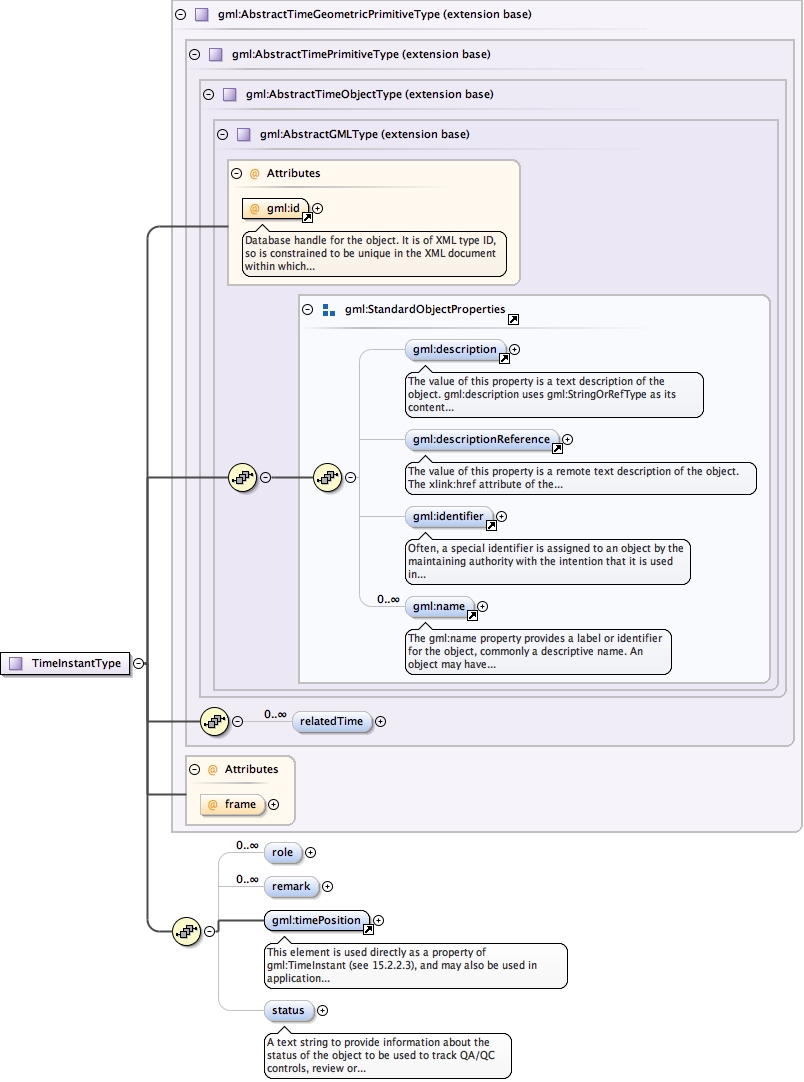 gml:AbstractTimeGeometricPrimitiveType (extension base)
gml:AbstractTimePrimitiveType (extension base)
gml:AbstractTimeObjectType (extension base)
gml:AbstractGMLType (extension base)
@ Attributes
@ gml:id
Database handle for the object. It is of XML type ID,
so is constrained to be unique in the XML document
within which...
gml:StandardObjectProperties
gml:description
The value of this property is a text description of the
object. gml:description uses gml:StringOrRefType as its
content...
gml:descriptionReference
The value of this property is a remote text description of the object.
The xlink:href attribute of the...
gml:identifier
Often, a special identifier is assigned to an object by the
maintaining authority with the intention that it is used
in...
0..∞ gml:name
The gml:name property provides a label or identifier
for the object, commonly a descriptive name. An
object may have...
TimeInstantType
0..∞ relatedTime
@ Attributes
@ frame
0..∞ role
0..∞ remark
gml:timePosition
This element is used directly as a property of
gml:TimeInstant (see 15.2.2.3), and may also be used in
application...
status
A text string to provide information about the
status of the object to be used to track QA/QC
controls, review or...